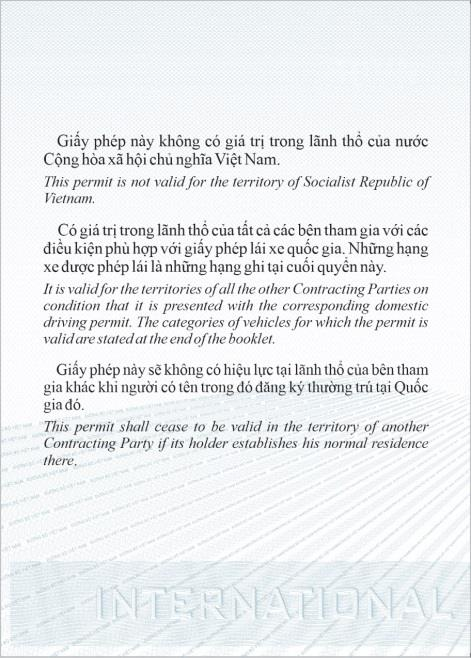 Giấy phép này không có giá trị trong lãnh thổ của nước
Cộng hòa xã hội chủ nghĩa Việt Nam.
This permit is not valid for the territory of Socialist Republic of
Vietnam.
Có giá trị trong lãnh thổ của tất cả các bên tham gia với các
điều kiện phù hợp với giấy phép lái xe quốc gia. Những hạng
xe được phép lái là những hạng ghi tại cuối quyển này.
It is valid for the territories of all the other Contracting Parties on
condition that it is presented with the corresponding domestic
driving permit. The categories of vehicles for which the permit is
valid are stated at the end of the booklet.
Giấy phép này sẽ không có hiệu lực tại lãnh thổ của bên tham
gia khác khi người có tên trong đó đăng ký thường trú tại Quốc
gia đó.
This permit shall cease to be valid in the territory of another
Contracting Party if its holder establishes his normal residence
there.
INTERNATIONAL